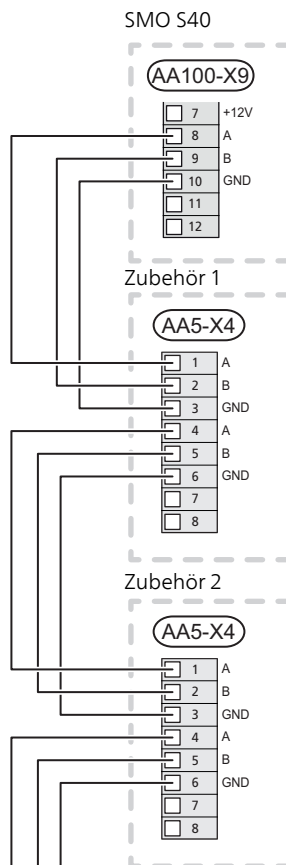 SMO S40
AA100-X9
7 +12V
8 A
9 B
10 GND
11
12
Zubehör 1
AA5-X4
1 A
2 B
3 GND
4 A
5 B
6 GND
7
8
Zubehör 2
AA5-X4
1 A
2 B
3 GND
4 A
5 B
6 GND
7
8